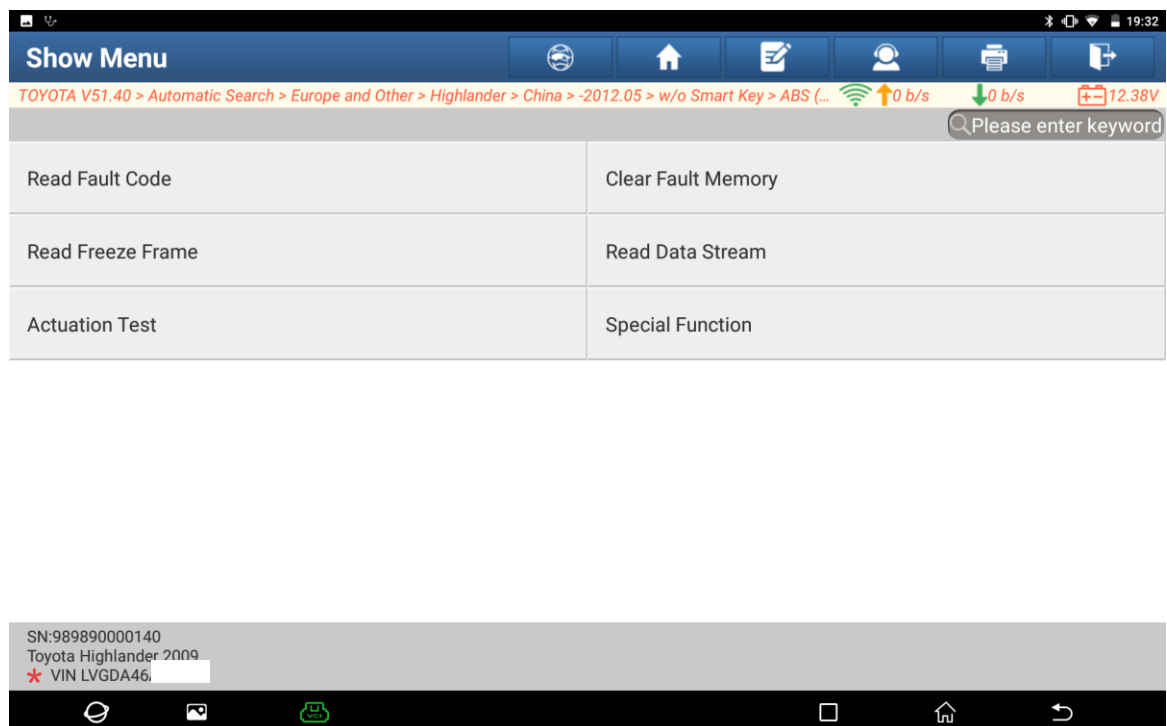 19:32
Show Menu
TOYOTA V51.40 > Automatic Search > Europe and Other > Highlander > China > -2012.05 > w/o Smart Key > ABS (... 0 b/s 0 b/s 12.38V
Please enter keyword
Read Fault Code Clear Fault Memory
Read Freeze Frame Read Data Stream
Actuation Test Special Function
SN:989890000140
Toyota Highlander 2009
* VIN LVGDA46
VCI